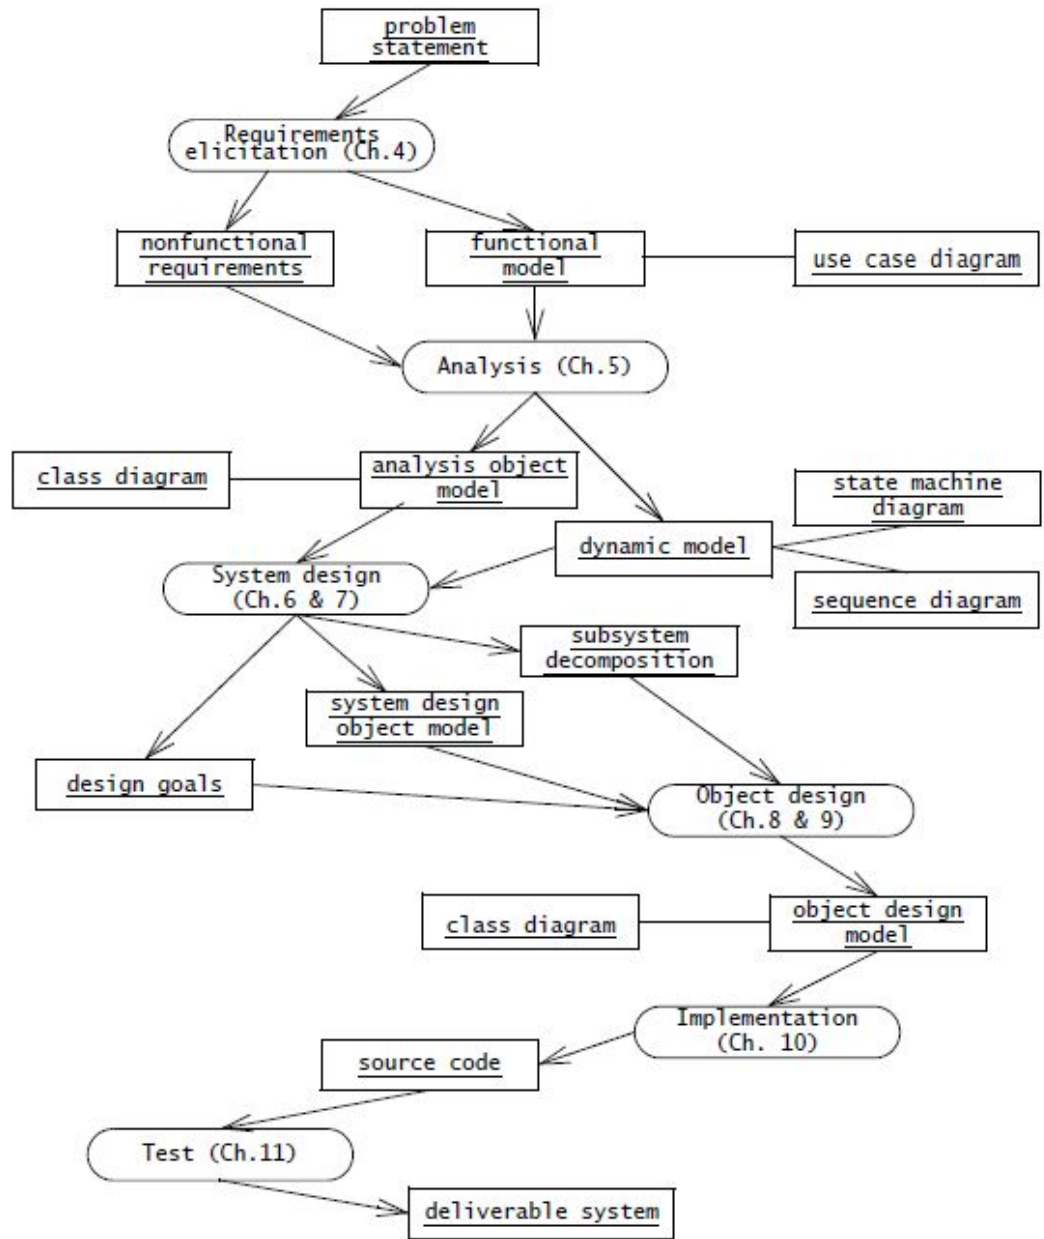 problem
statement
Requirements
elicitation (Ch.4)
nonfunctional
requirements
functional
model
use case diagram
Analysis (Ch.5)
class diagram
analysis object
model
state machine
diagram
dynamic model
sequence diagram
System design
(Ch.6 & 7)
subsystem
decomposition
system design
object model
design goals
Object design
(Ch.8 & 9)
class diagram
object design
model
Implementation
(Ch. 10)
source code
Test (Ch.11)
deliverable system